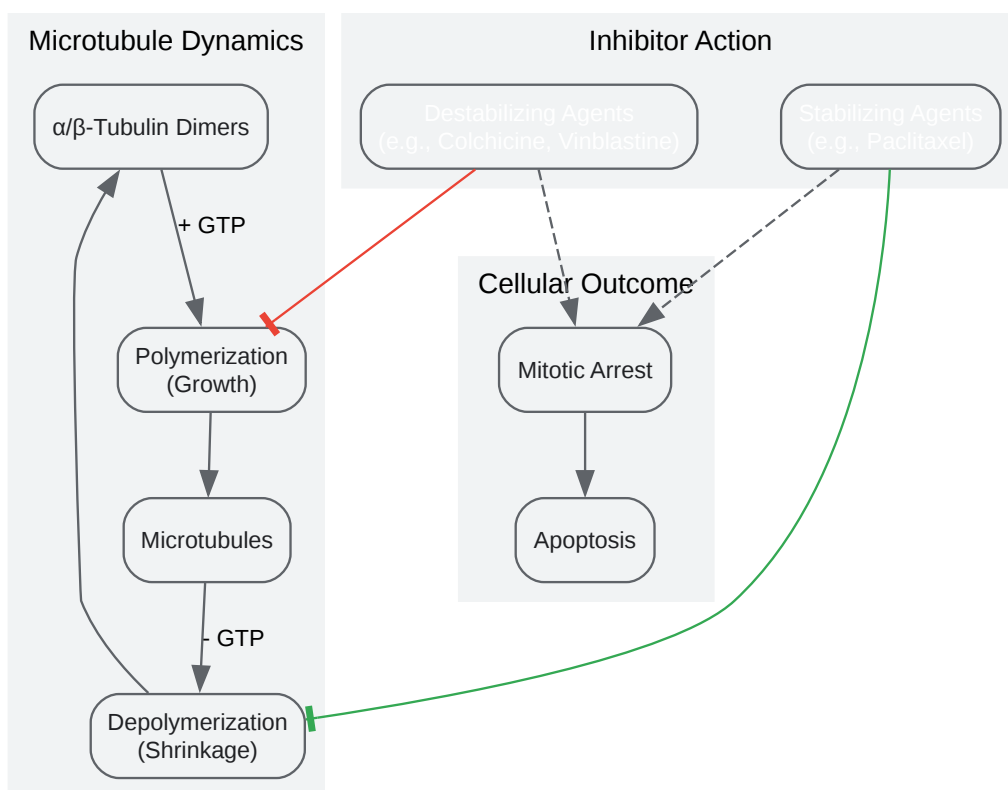 Microtubule Dynamics
α/β-Tubulin Dimers
+ GTP
Polymerization
(Growth)
Microtubules
- GTP
Depolymerization
(Shrinkage)
Inhibitor Action
Destabilizing Agents
(e.g., Colchicine, Vinblastine)
Stabilizing Agents
(e.g., Paclitaxel)
Cellular Outcome
Mitotic Arrest
Apoptosis